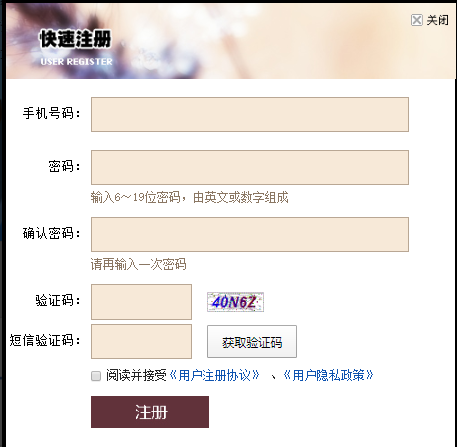 快速注册
USER REGISTER
关闭
手机号码：
密码：
输入6～19位密码，由英文或数字组成
确认密码：
请再输入一次密码
验证码：
40N6Z
短信验证码：
获取验证码
阅读并接受《用户注册协议》 、《用户隐私政策》
注册